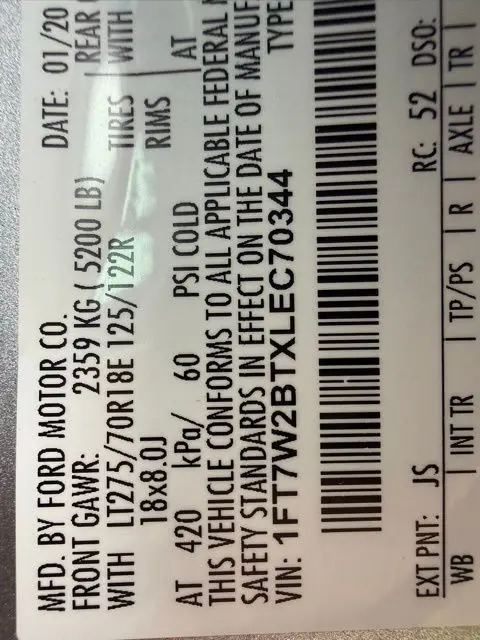 MFD. BY FORD MOTOR CO. DATE: 01/20
FRONT GAWR: 2359 KG ( 5200 LB) REAR
WITH LT275/70R18E 125/122R TIRES WITH
18x8.0J RIMS
AT 420 kPa/ 60 PSI COLD AT
THIS VEHICLE CONFORMS TO ALL APPLICABLE FEDERAL
SAFETY STANDARDS IN EFFECT ON THE DATE OF MANUF
VIN: 1FT7W2BTXLEC70344 TYPE
EXT PNT: JS RC: 52 DSO:
WB INT TR TP/PS R AXLE TR